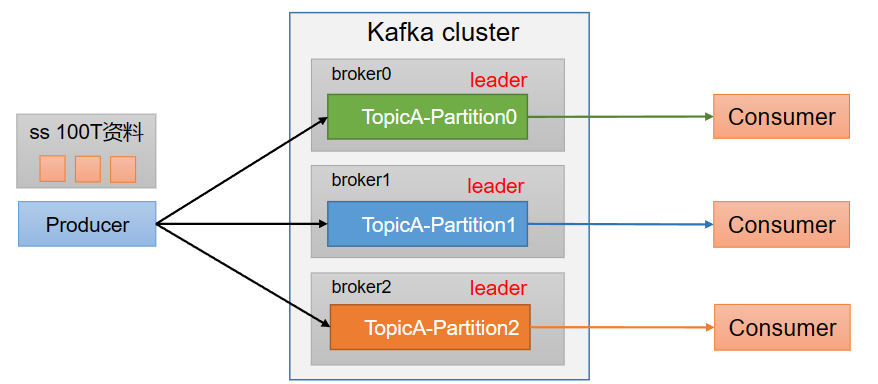 Kafka cluster
broker0
leader
TopicA-Partition0
Consumer
ss 100T资料
broker1
leader
Producer
TopicA-Partition1
Consumer
broker2
leader
TopicA-Partition2
Consumer